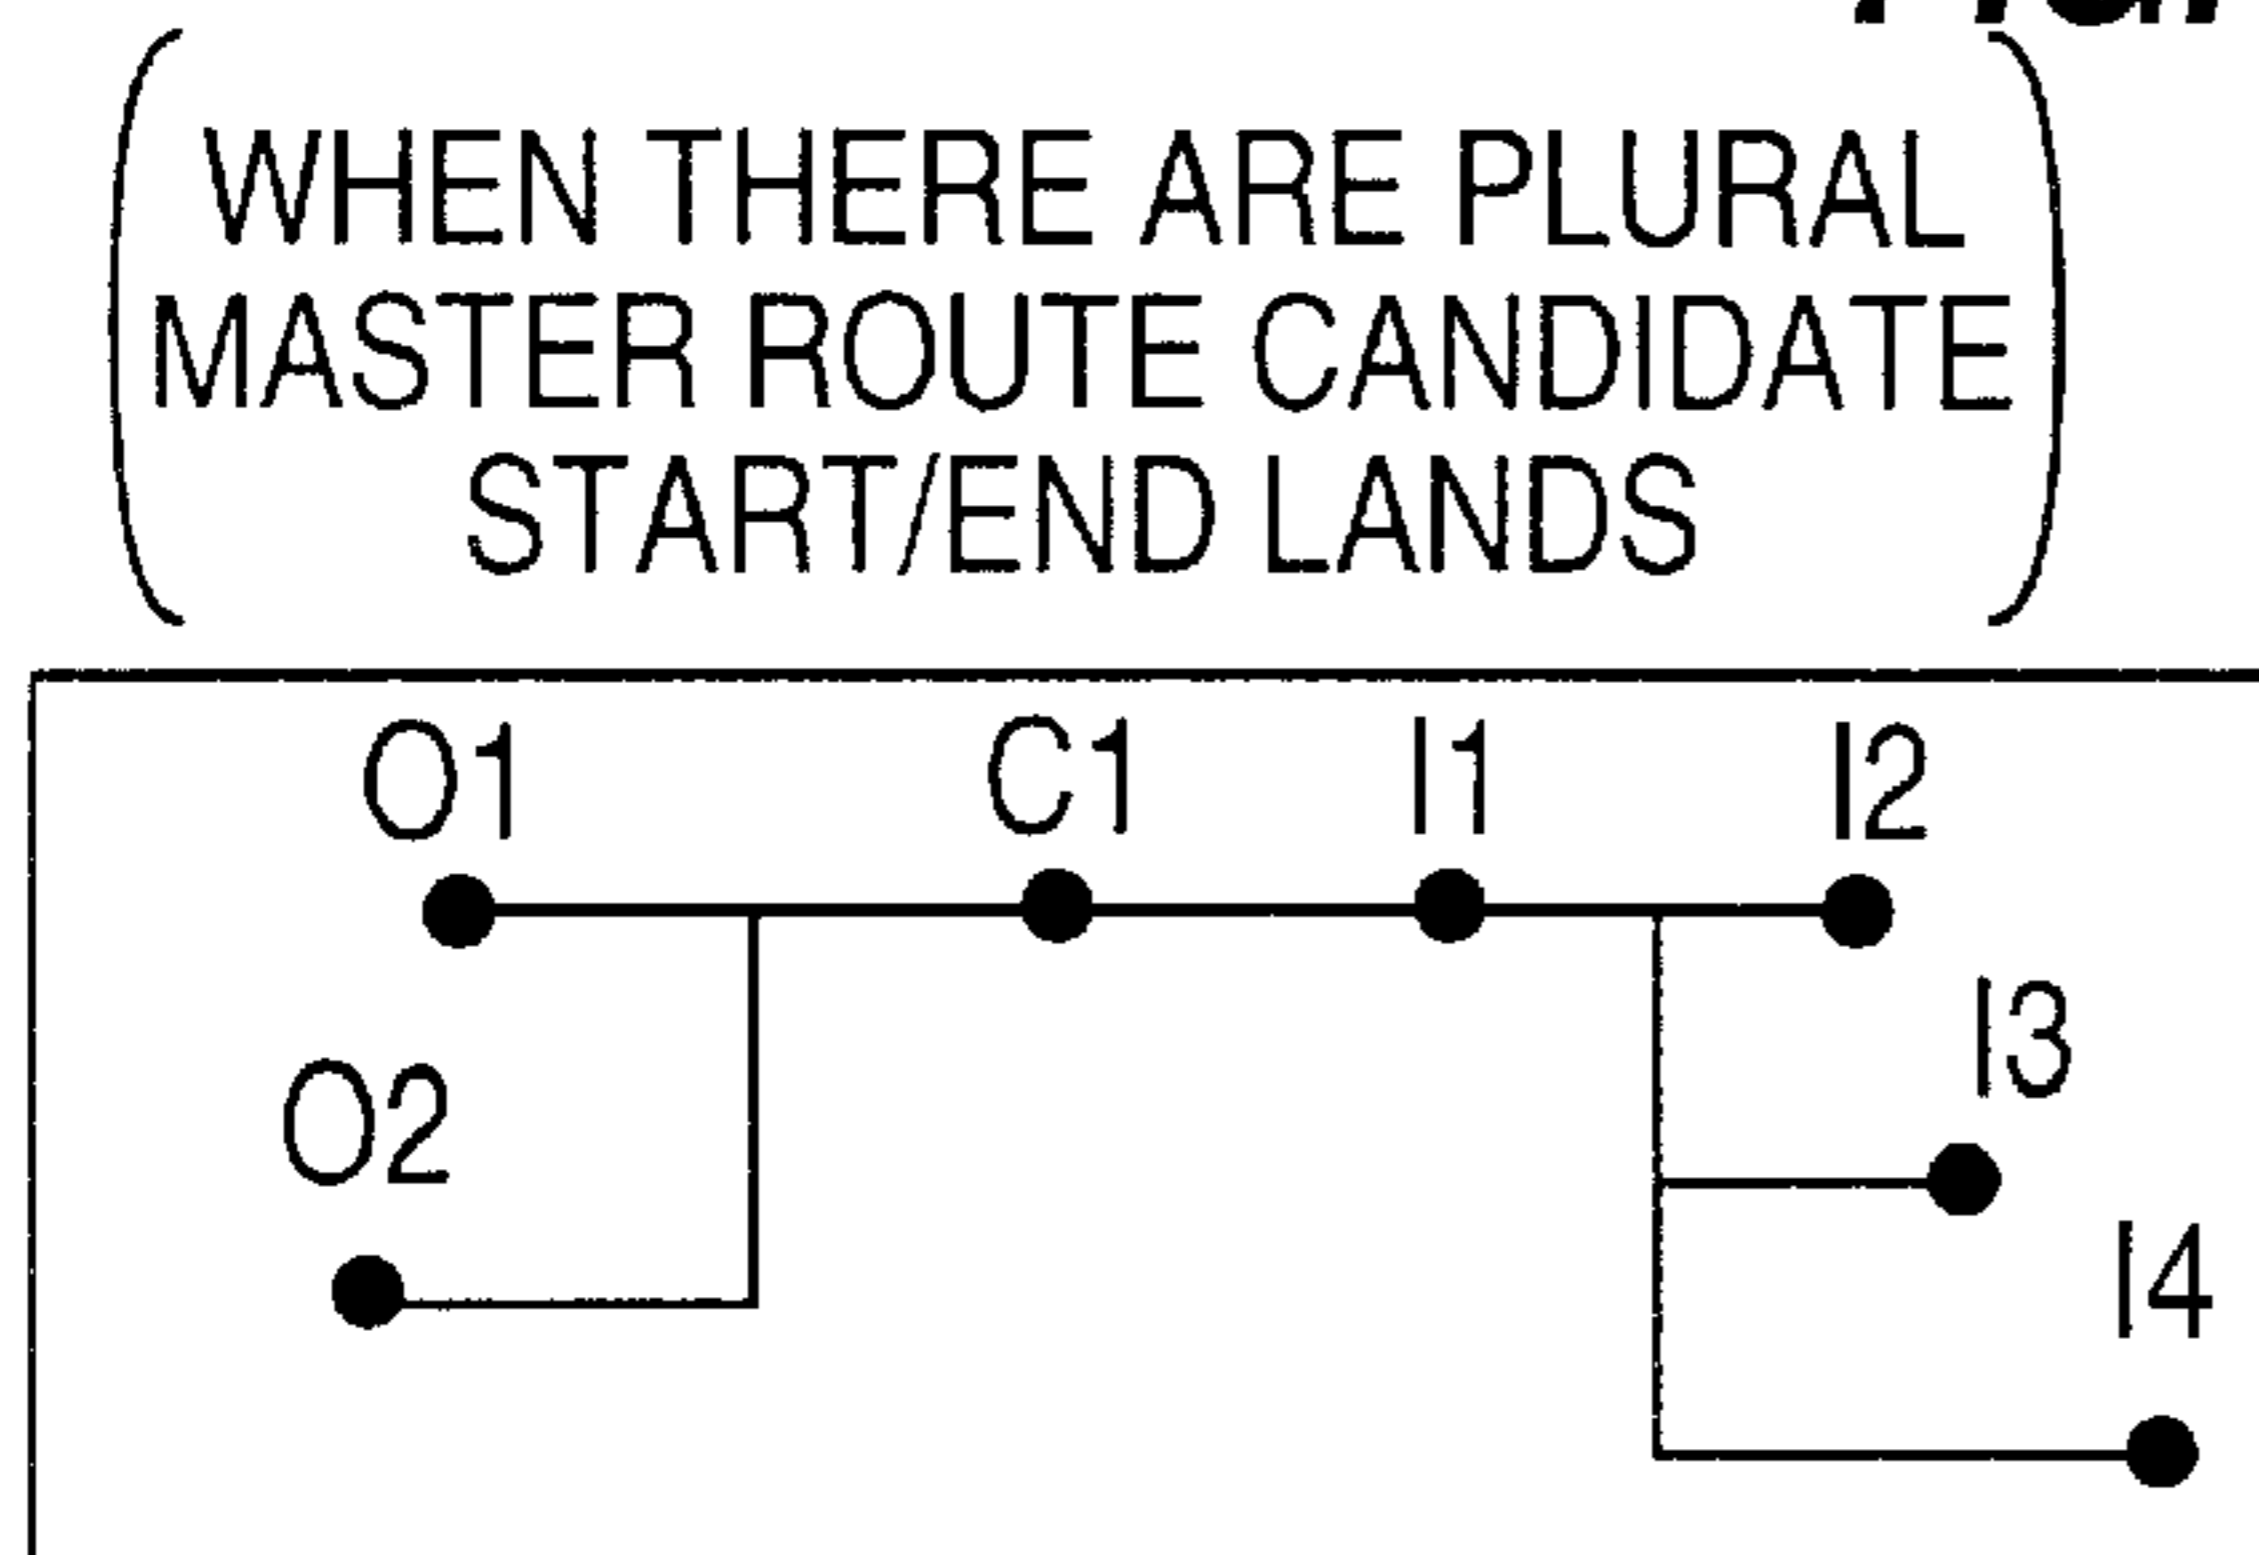 WHEN THERE ARE PLURAL
MASTER ROUTE CANDIDATE
START/END LANDS
O1 C1 I1 I2
I3
O2
I4